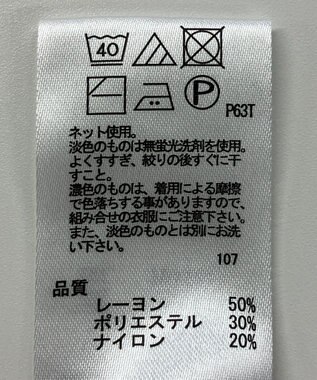 40
P
P63T
ネット使用。
淡色のものは無蛍光洗剤を使用。
よくすすぎ、絞りの後すぐに干
すこと。
濃色のものは、着用による摩擦
で色落ちする事がありますので、
組み合せの衣服にご注意下さい。
また、淡色のものとは別にお洗
い下さい。
107
品質
レーヨン 50%
ポリエステル 30%
ナイロン 20%